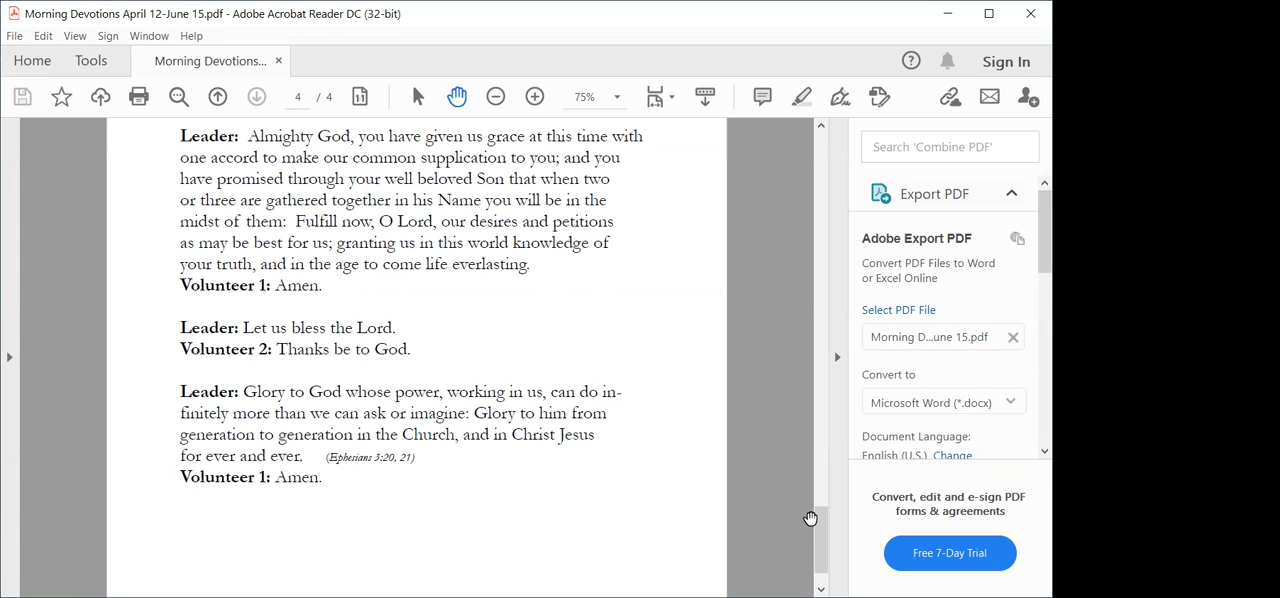 Morning Devotions April 12-June 15.pdf - Adobe Acrobat Reader DC (32-bit)
File Edit View Sign Window Help
Home Tools Morning Devotions... × Sign In
4 / 4 75%
Leader: Almighty God, you have given us grace at this time with
one accord to make our common supplication to you; and you
have promised through your well beloved Son that when two
or three are gathered together in his Name you will be in the
midst of them: Fulfill now, O Lord, our desires and petitions
as may be best for us; granting us in this world knowledge of
your truth, and in the age to come life everlasting.
Volunteer 1: Amen.
Leader: Let us bless the Lord.
Volunteer 2: Thanks be to God.
Leader: Glory to God whose power, working in us, can do in-
finitely more than we can ask or imagine: Glory to him from
generation to generation in the Church, and in Christ Jesus
for ever and ever. (Ephesians 3:20, 21)
Volunteer 1: Amen.
Search 'Combine PDF'
Export PDF
Adobe Export PDF
Convert PDF Files to Word
or Excel Online
Select PDF File
Morning D...une 15.pdf
Convert to
Microsoft Word (*.docx)
Document Language:
English (U.S.) Change
Convert, edit and e-sign PDF
forms & agreements
Free 7-Day Trial